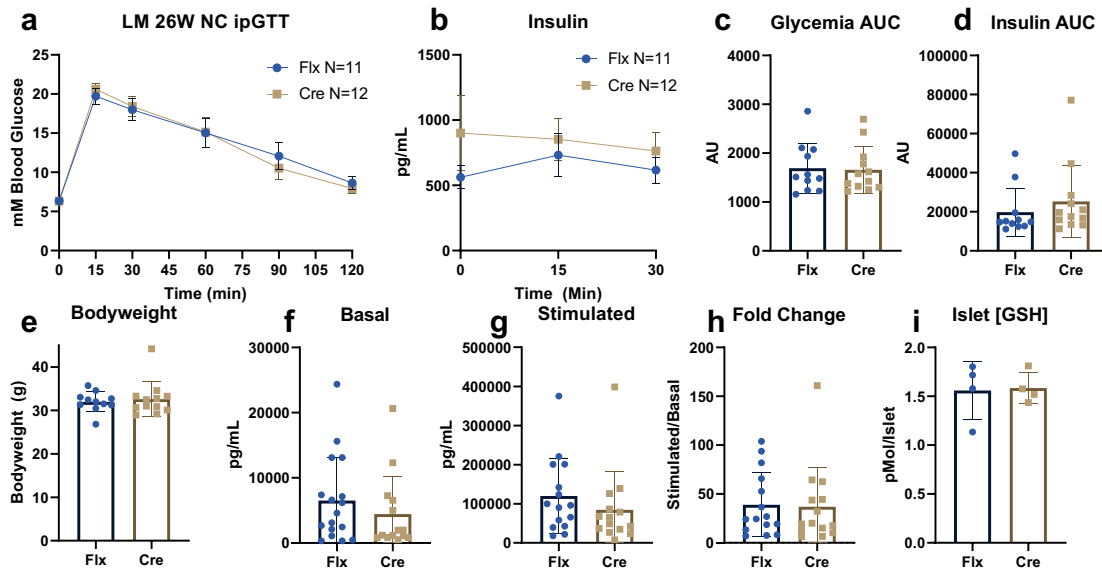 a
LM 26W NC ipGTT
mM Blood Glucose
25
20
15
10
5
0
0 15 30 45 60 75 90 105 120
Time (min)
Flx N=11
Cre N=12
b
Insulin
pg/mL
1500
1000
500
0
0 15 30
Time (Min)
Flx N=11
Cre N=12
c
Glycemia AUC
AU
4000
3000
2000
1000
0
Flx Cre
d
Insulin AUC
AU
100000
80000
60000
40000
20000
0
Flx Cre
e
Bodyweight
Bodyweight (g)
40
30
20
10
0
Flx Cre
f
Basal
pg/mL
30000
20000
10000
0
Flx Cre
g
Stimulated
pg/mL
500000
400000
300000
200000
100000
0
Flx Cre
h
Fold Change
Stimulated/Basal
200
150
100
50
0
Flx Cre
i
Islet [GSH]
pMol/Islet
2.0
1.5
1.0
0.5
0.0
Flx Cre